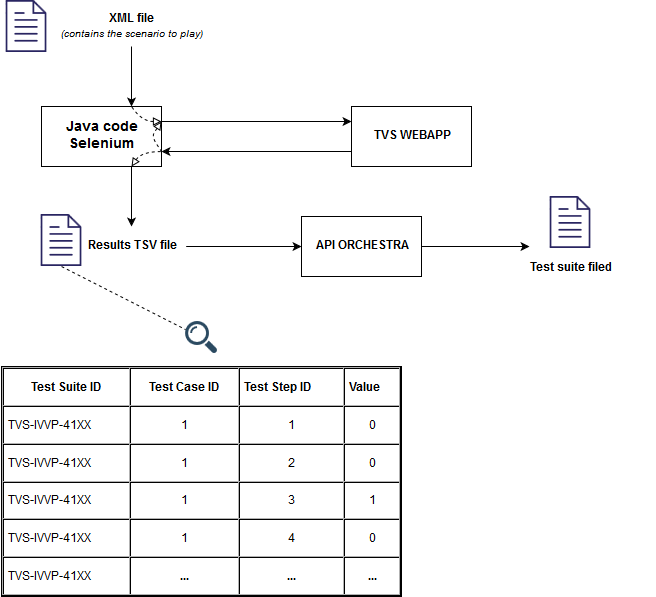 XML file
(contains the scenario to play)
Java code
Selenium
TVS WEBAPP
Results TSV file
API ORCHESTRA
Test suite filed
Test Suite ID Test Case ID Test Step ID Value
TVS-IVVP-41XX 1 1 0
TVS-IVVP-41XX 1 2 0
TVS-IVVP-41XX 1 3 1
TVS-IVVP-41XX 1 4 0
TVS-IVVP-41XX ... ... ...